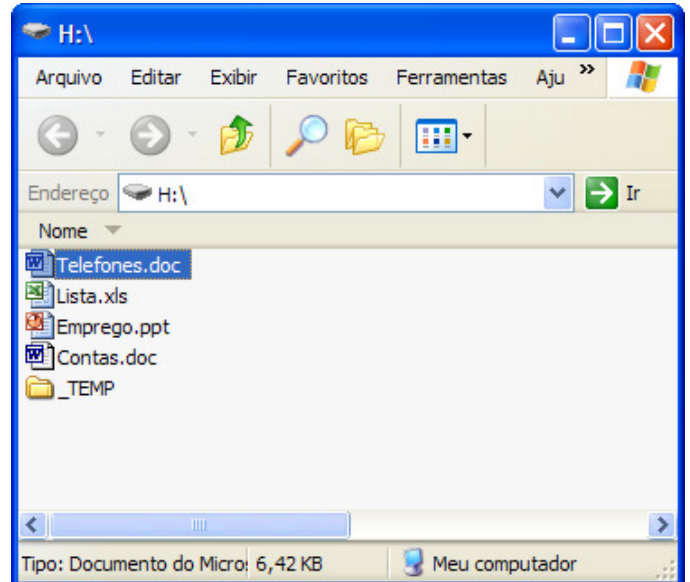 H:\
Arquivo Editar Exibir Favoritos Ferramentas Aju »
Endereço H:\ Ir
Nome
Telefones.doc
Lista.xls
Emprego.ppt
Contas.doc
_TEMP
Tipo: Documento do Micro: 6,42 KB Meu computador